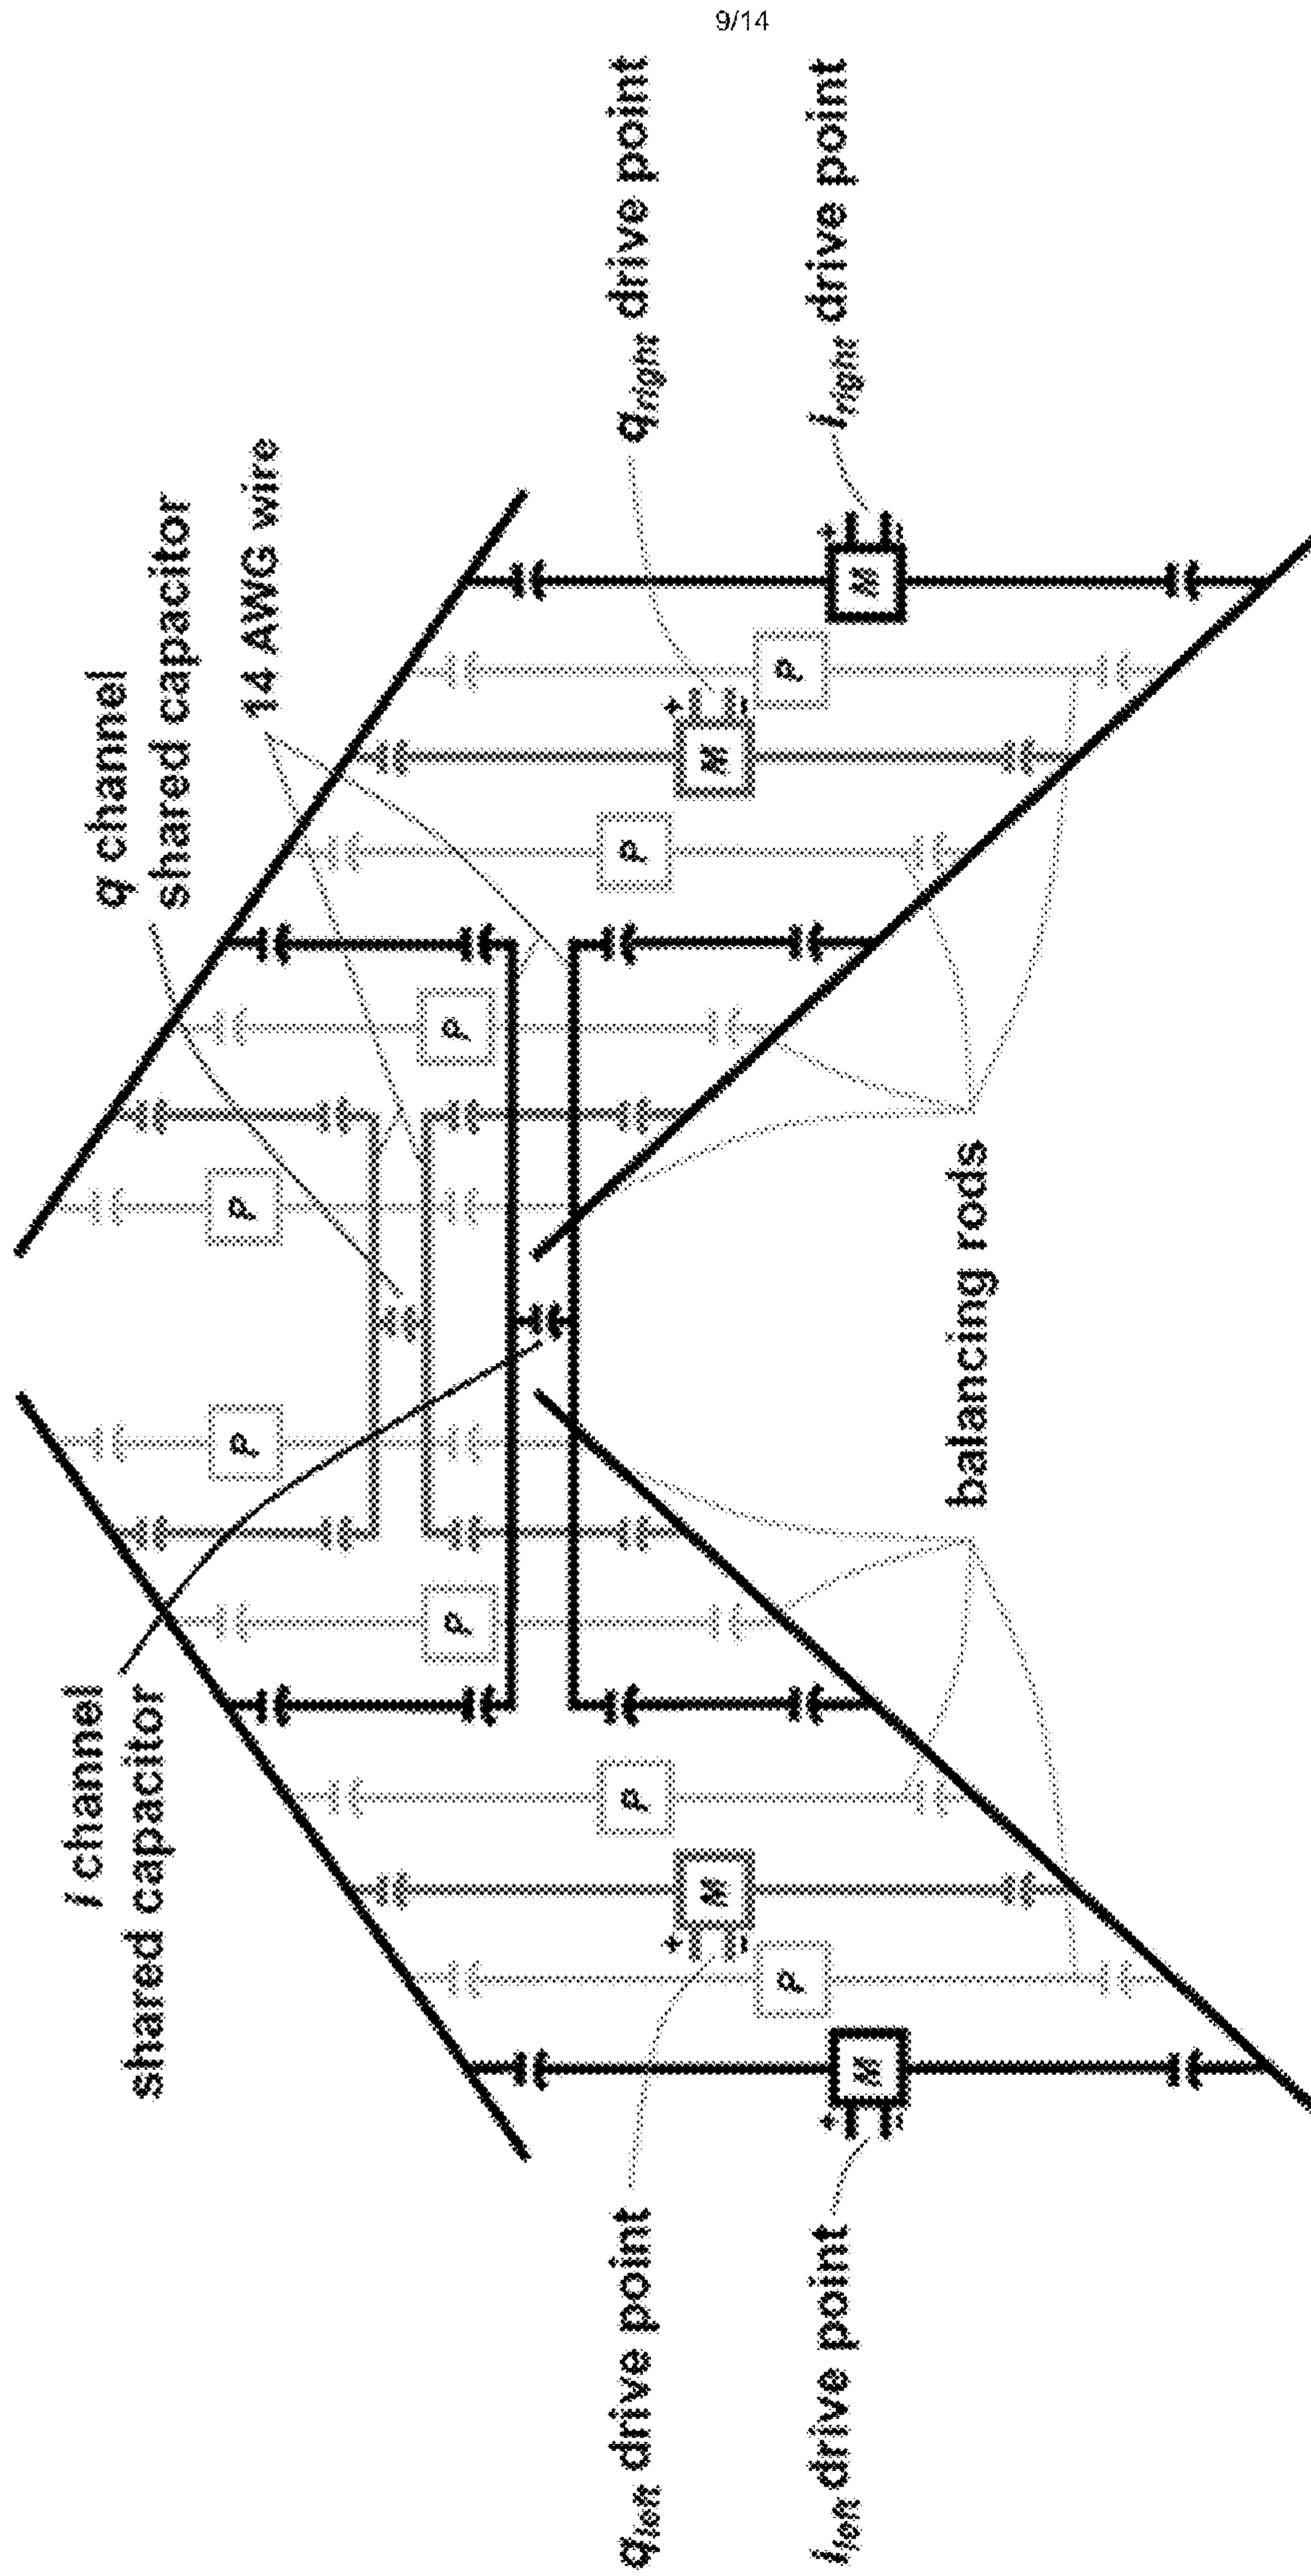 9/14
q channel
shared capacitor
14 AWG wire
i channel
shared capacitor
q_left drive point
i_left drive point
q_right drive point
i_right drive point
balancing rods
P
P
P
P
P
P
P
P
M
M
M
M
+
-
+
-
+
-
+
-